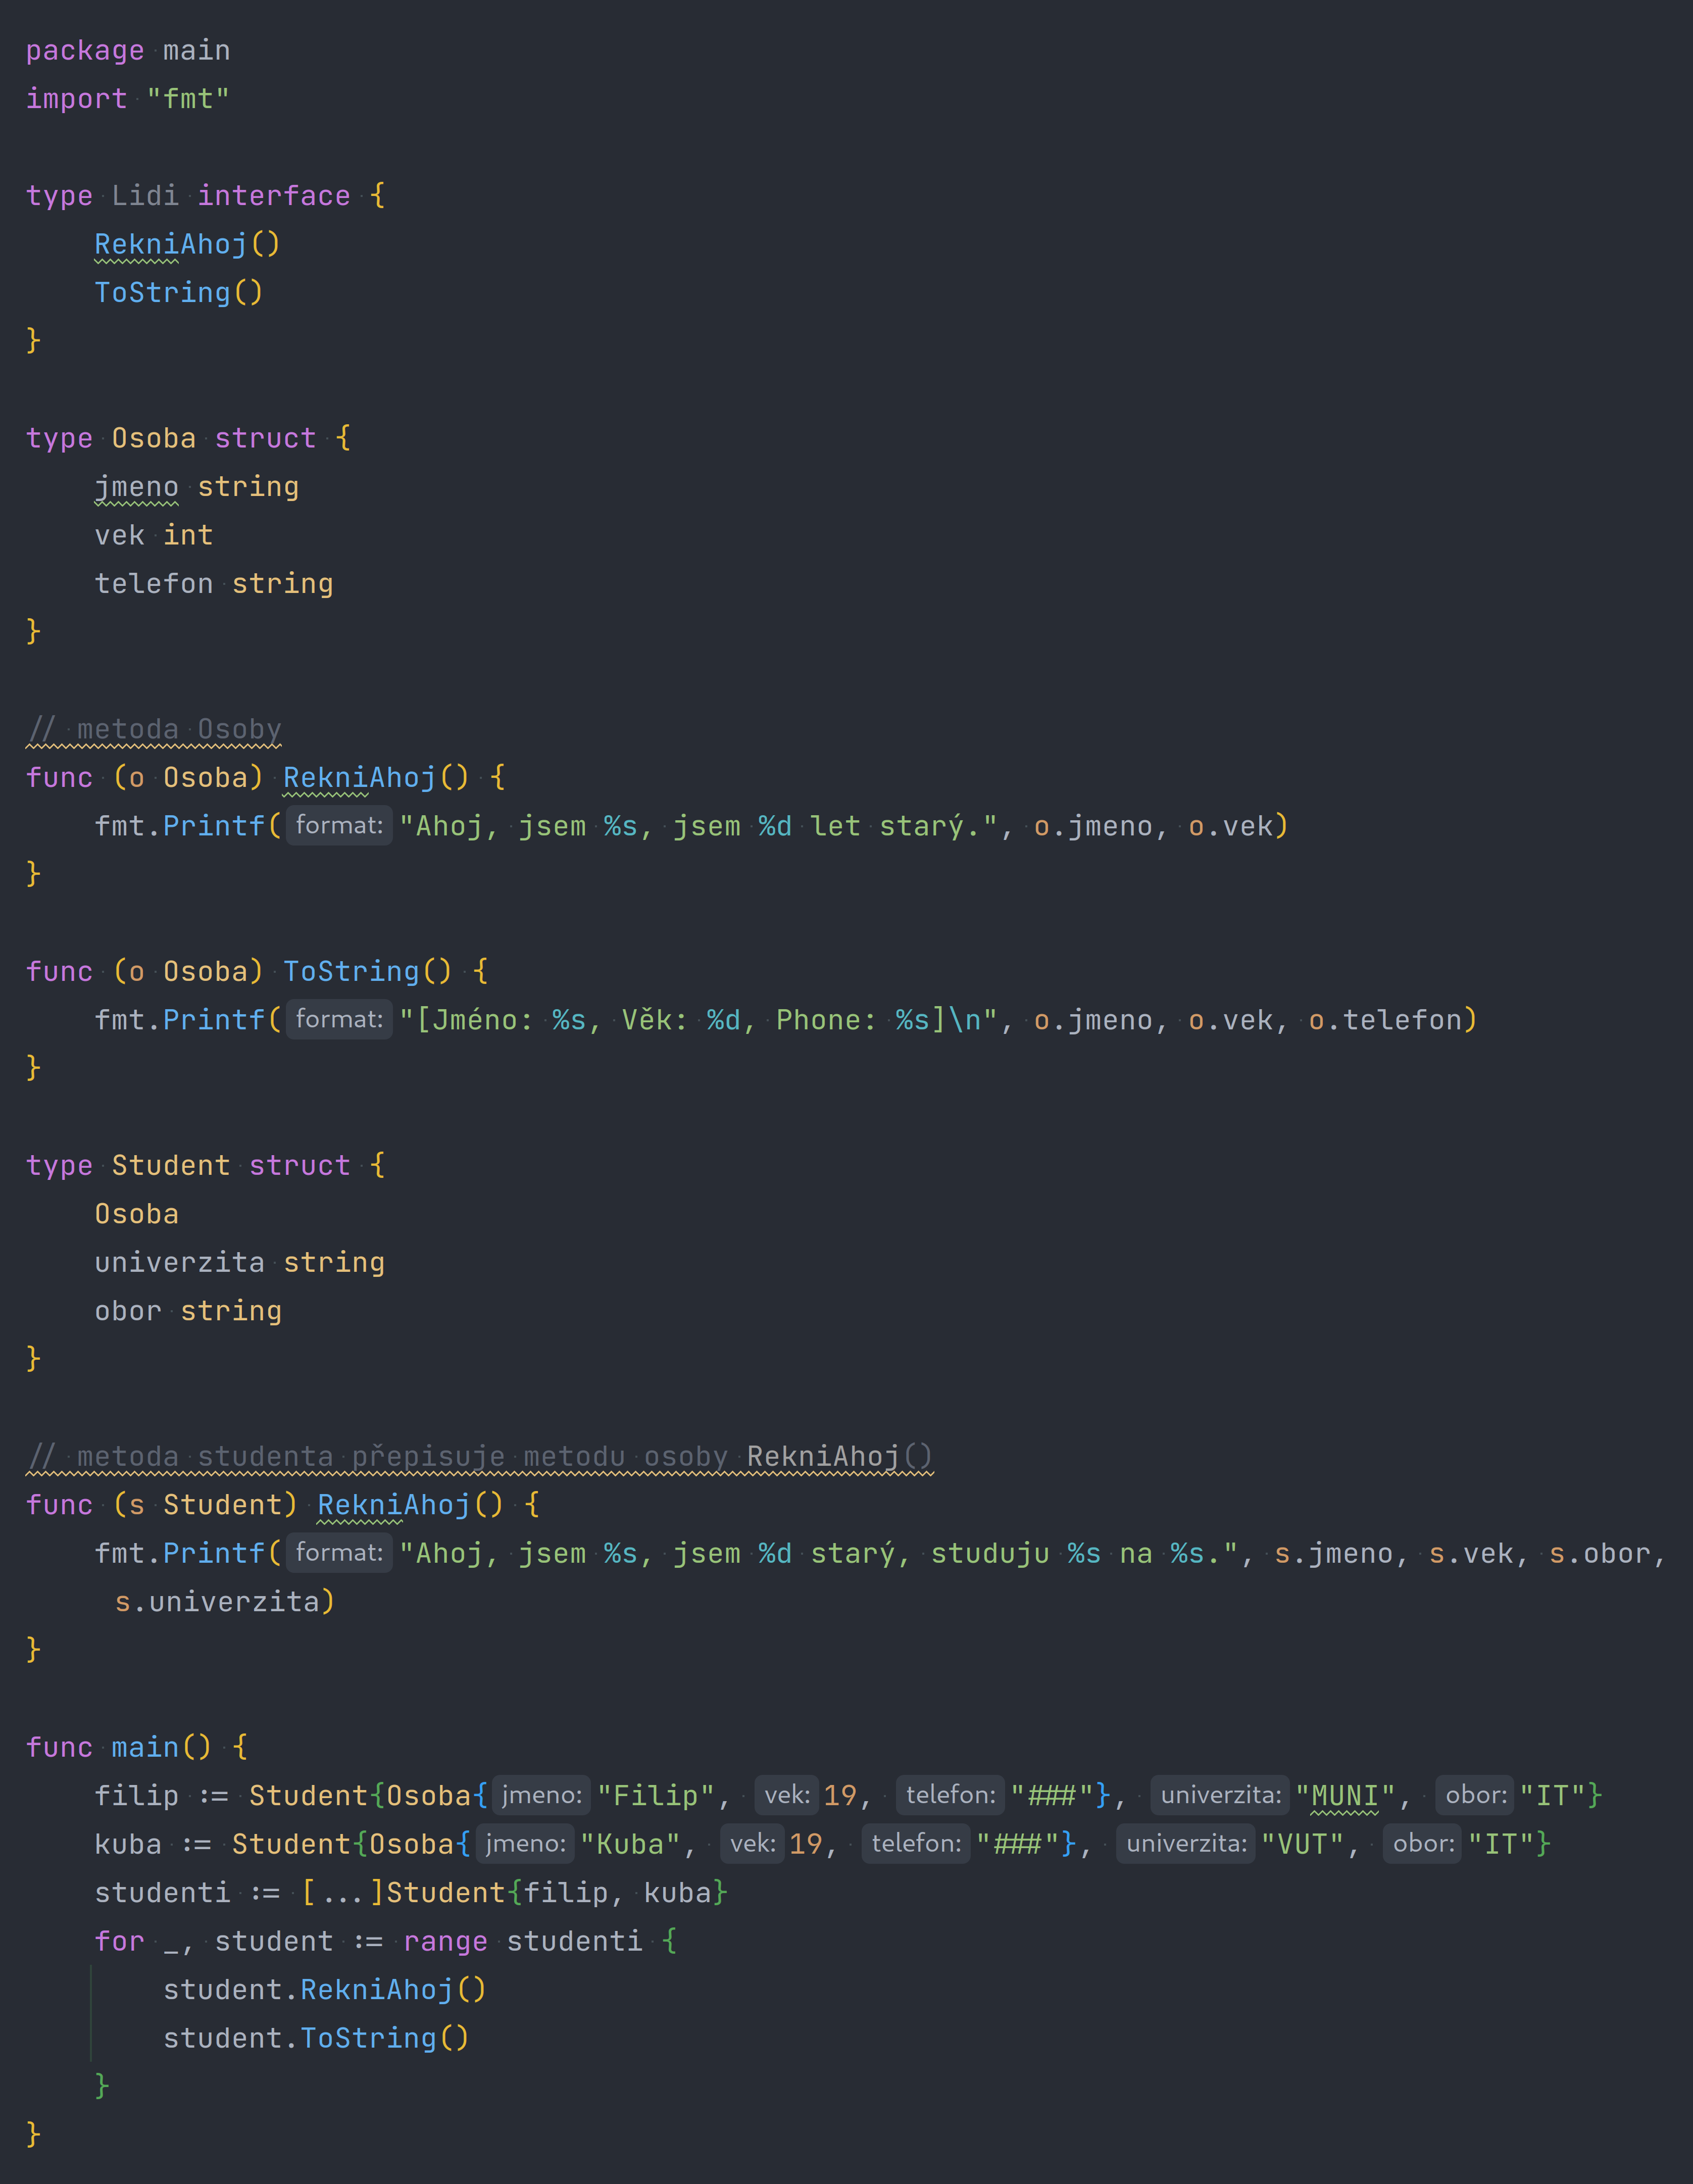 package main
import "fmt"

type Lidi interface {
    RekniAhoj()
    ToString()
}

type Osoba struct {
    jmeno string
    vek int
    telefon string
}

// metoda Osoby
func (o Osoba) RekniAhoj() {
    fmt.Printf( format: "Ahoj, jsem %s, jsem %d let starý.", o.jmeno, o.vek)
}

func (o Osoba) ToString() {
    fmt.Printf( format: "[Jméno: %s, Věk: %d, Phone: %s]\n", o.jmeno, o.vek, o.telefon)
}

type Student struct {
    Osoba
    univerzita string
    obor string
}

// metoda studenta přepisuje metodu osoby RekniAhoj()
func (s Student) RekniAhoj() {
    fmt.Printf( format: "Ahoj, jsem %s, jsem %d starý, studuju %s na %s.", s.jmeno, s.vek, s.obor,
     s.univerzita)
}

func main() {
    filip := Student{Osoba{ jmeno: "Filip", vek: 19, telefon: "###"}, univerzita: "MUNI", obor: "IT"}
    kuba := Student{Osoba{ jmeno: "Kuba", vek: 19, telefon: "###"}, univerzita: "VUT", obor: "IT"}
    studenti := [...]Student{filip, kuba}
    for _, student := range studenti {
        student.RekniAhoj()
        student.ToString()
    }
}